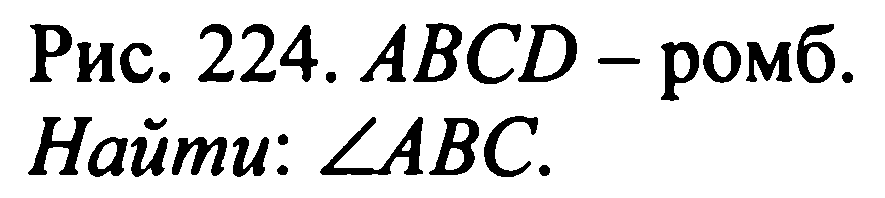 Рис. 224. ABCD – ромб.
Найти: ∠ABC.